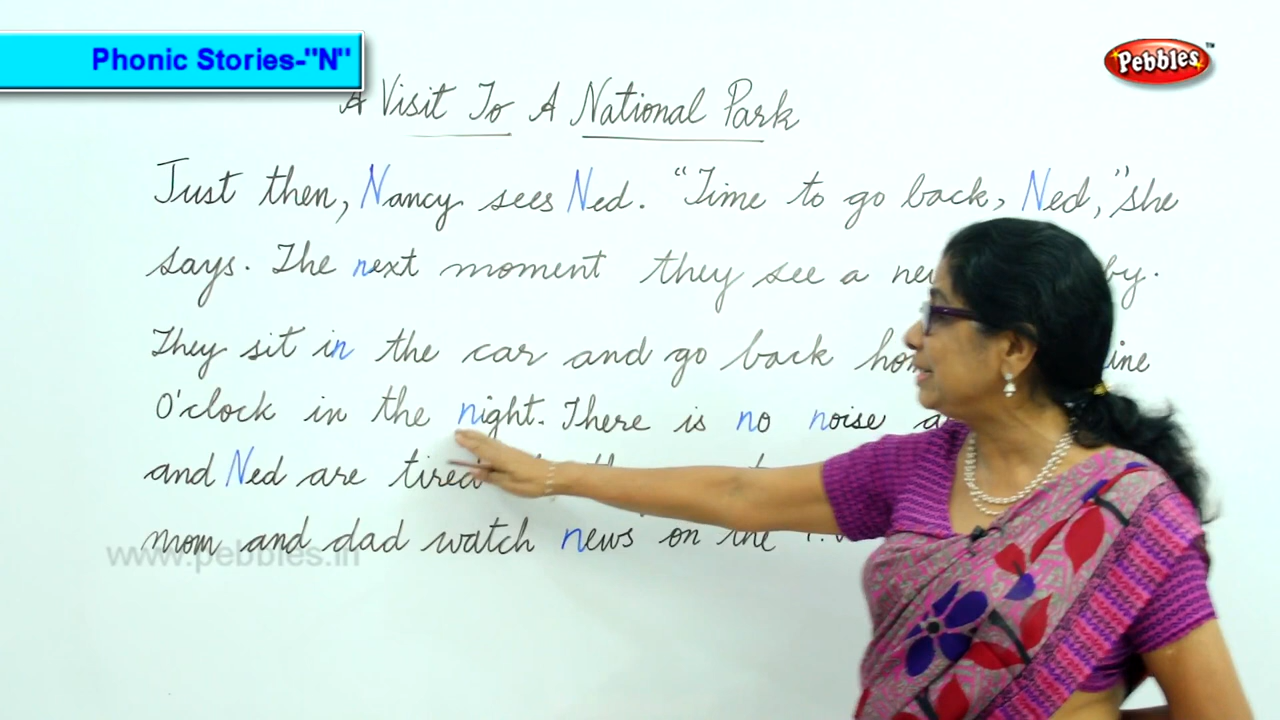 Phonic Stories-"N"
Pebbles™
A Visit To A National Park
Just then, Nancy sees Ned. "Time to go back, Ned," she
says. The next moment they see a by.
They sit in the car and go back
O'clock in the night. There is no noise
and Ned are tired
mom and dad watch news on the
www.pebbles.in